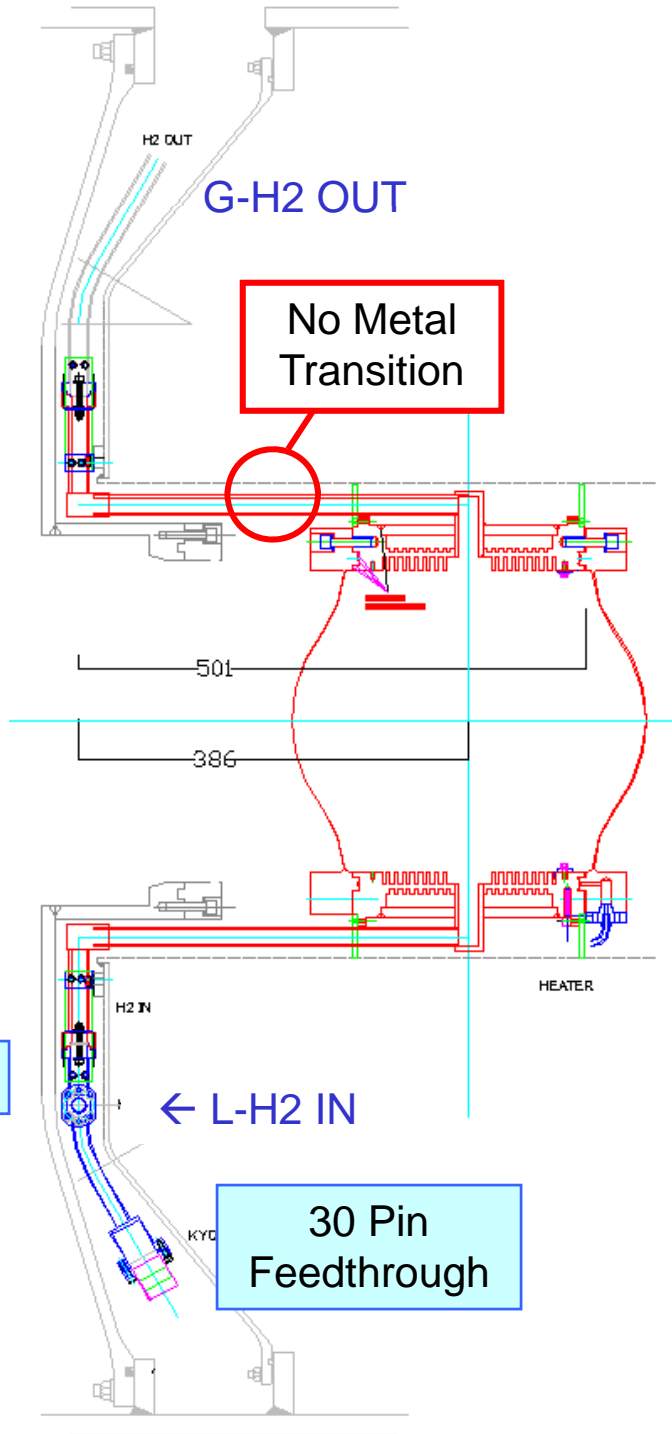 H2 OUT
G-H2 OUT
No Metal
Transition
501
386
HEATER
H2 IN
← L-H2 IN
30 Pin
Feedthrough